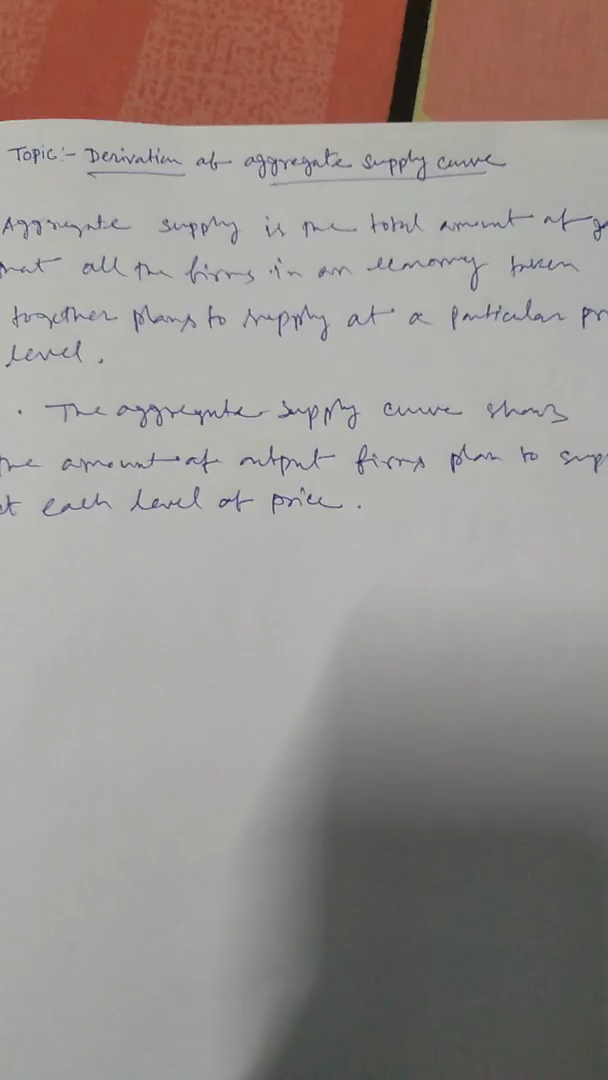 Topic:- Derivation of aggregate supply curve
Aggregate supply is the total amount of
all the firms in an economy taken
together plans to supply at a particular
level.
. The aggregate supply curve shows
amount of output firms plan to
each level of price.